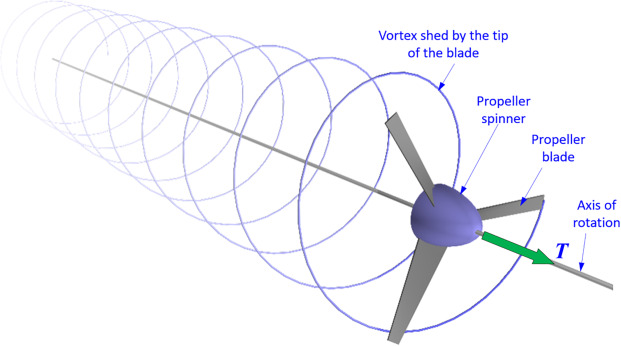 Vortex shed by the tip
of the blade
Propeller
spinner
Propeller
blade
Axis of
rotation
T